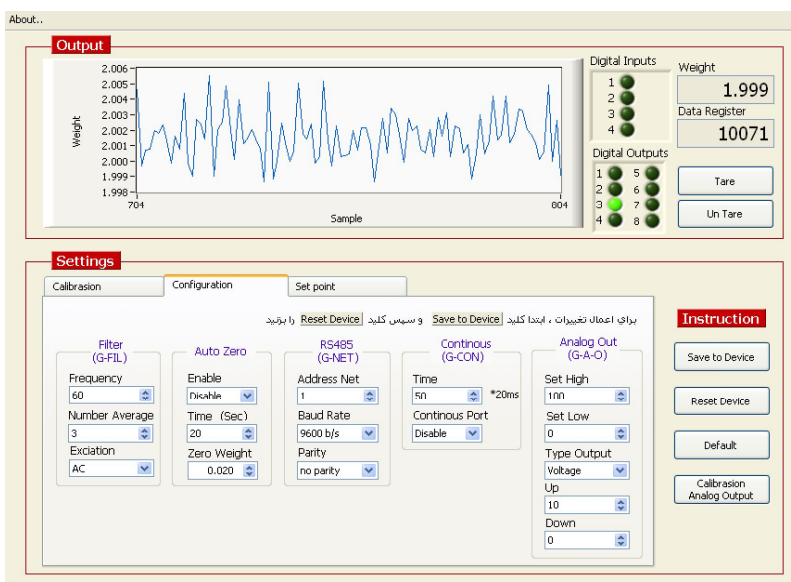 About..
Output
2.006
2.005
2.004
2.003
2.002
2.001
2.000
1.999
1.998
Weight
704
804
Sample
Digital Inputs
1
2
3
4
Digital Outputs
1 5
2 6
3 7
4 8
Weight
1.999
Data Register
10071
Tare
Un Tare
Settings
Calibrasion
Configuration
Set point
براي اعمال تغييرات ، ابتدا كليد Save to Device و سپس كليد Reset Device را بزنيد
Filter
(G-FIL)
Frequency
60
Number Average
3
Exciation
AC
Auto Zero
Enable
Disable
Time (Sec)
20
Zero Weight
0.020
RS485
(G-NET)
Address Net
1
Baud Rate
9600 b/s
Parity
no parity
Continous
(G-CON)
Time
50 *20ms
Continous Port
Disable
Analog Out
(G-A-O)
Set High
100
Set Low
0
Type Output
Voltage
Up
10
Down
0
Instruction
Save to Device
Reset Device
Default
Calibrasion
Analog Output